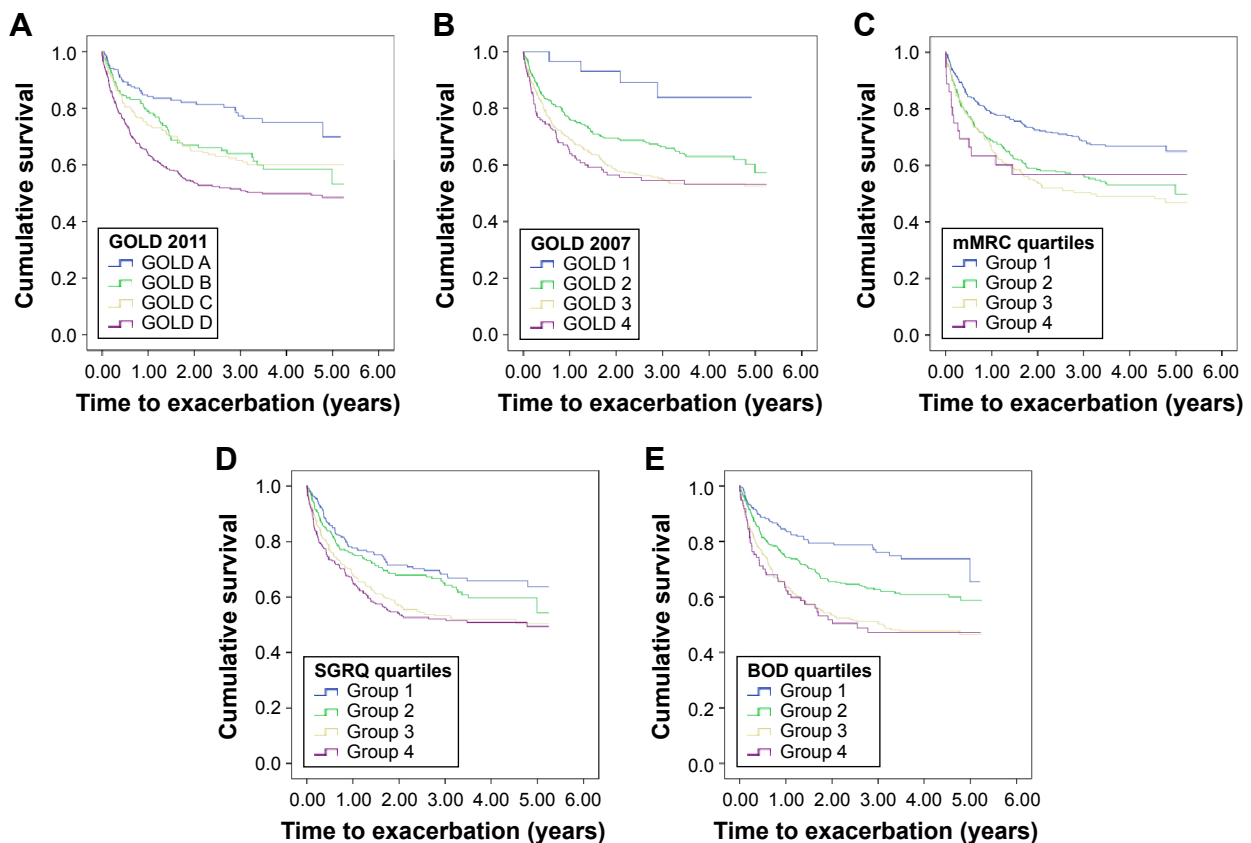 A
Cumulative survival
1.0
0.8
0.6
0.4
0.2
0.0
GOLD 2011
GOLD A
GOLD B
GOLD C
GOLD D
0.00 1.00 2.00 3.00 4.00 5.00 6.00
Time to exacerbation (years)
B
Cumulative survival
1.0
0.8
0.6
0.4
0.2
0.0
GOLD 2007
GOLD 1
GOLD 2
GOLD 3
GOLD 4
0.00 1.00 2.00 3.00 4.00 5.00 6.00
Time to exacerbation (years)
C
Cumulative survival
1.0
0.8
0.6
0.4
0.2
0.0
mMRC quartiles
Group 1
Group 2
Group 3
Group 4
0.00 1.00 2.00 3.00 4.00 5.00 6.00
Time to exacerbation (years)
D
Cumulative survival
1.0
0.8
0.6
0.4
0.2
0.0
SGRQ quartiles
Group 1
Group 2
Group 3
Group 4
0.00 1.00 2.00 3.00 4.00 5.00 6.00
Time to exacerbation (years)
E
Cumulative survival
1.0
0.8
0.6
0.4
0.2
0.0
BOD quartiles
Group 1
Group 2
Group 3
Group 4
0.00 1.00 2.00 3.00 4.00 5.00 6.00
Time to exacerbation (years)